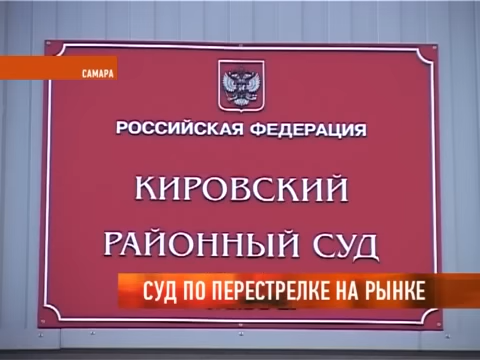 САМАРА
РОССИЙСКАЯ ФЕДЕРАЦИЯ
КИРОВСКИЙ
РАЙОННЫЙ СУД
СУД ПО ПЕРЕСТРЕЛКЕ НА РЫНКЕ